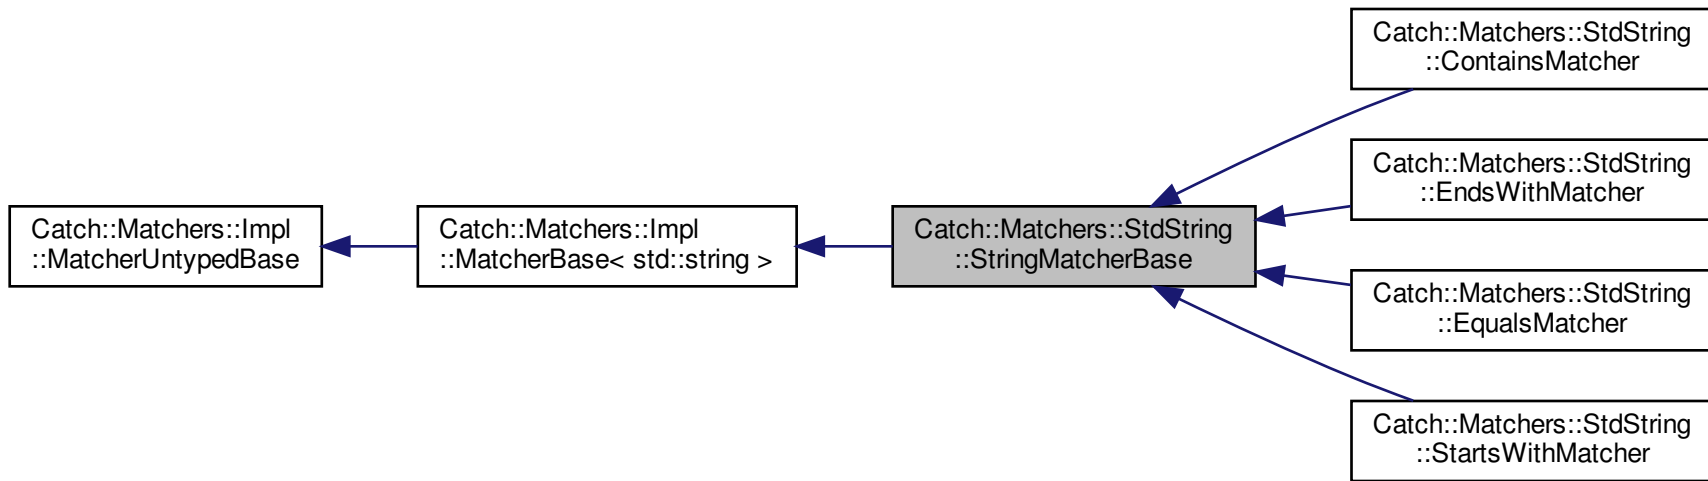 Catch::Matchers::Impl
::MatcherUntypedBase
Catch::Matchers::Impl
::MatcherBase< std::string >
Catch::Matchers::StdString
::StringMatcherBase
Catch::Matchers::StdString
::ContainsMatcher
Catch::Matchers::StdString
::EndsWithMatcher
Catch::Matchers::StdString
::EqualsMatcher
Catch::Matchers::StdString
::StartsWithMatcher